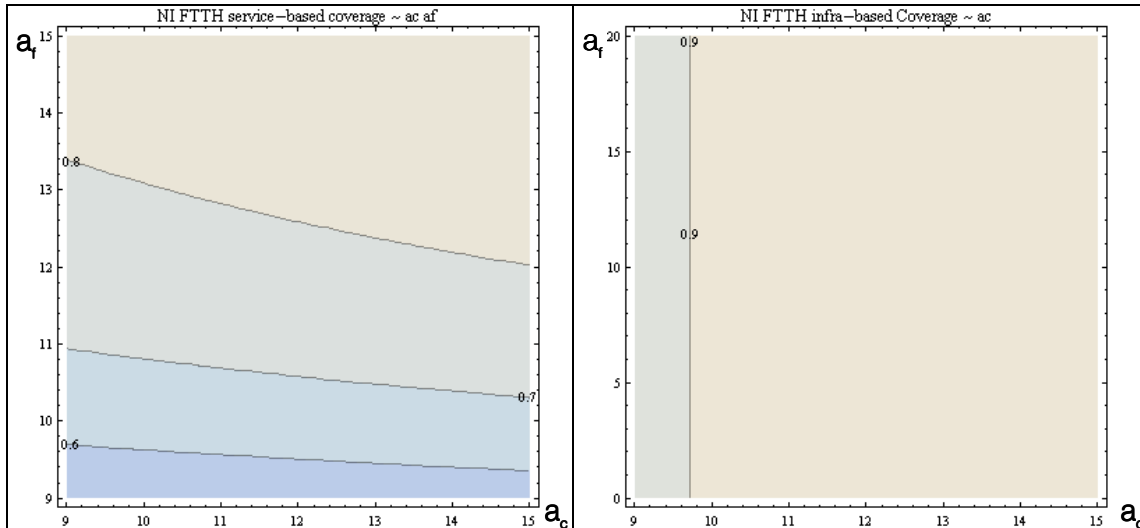 NI FTTH service-based coverage ~ ac af
af
15
14
13
12
11
10
9
0.8
0.7
0.6
9 10 11 12 13 14 15
ac
NI FTTH infra-based Coverage ~ ac
af
20
15
10
5
0
0.9
0.9
9 10 11 12 13 14 15
ac